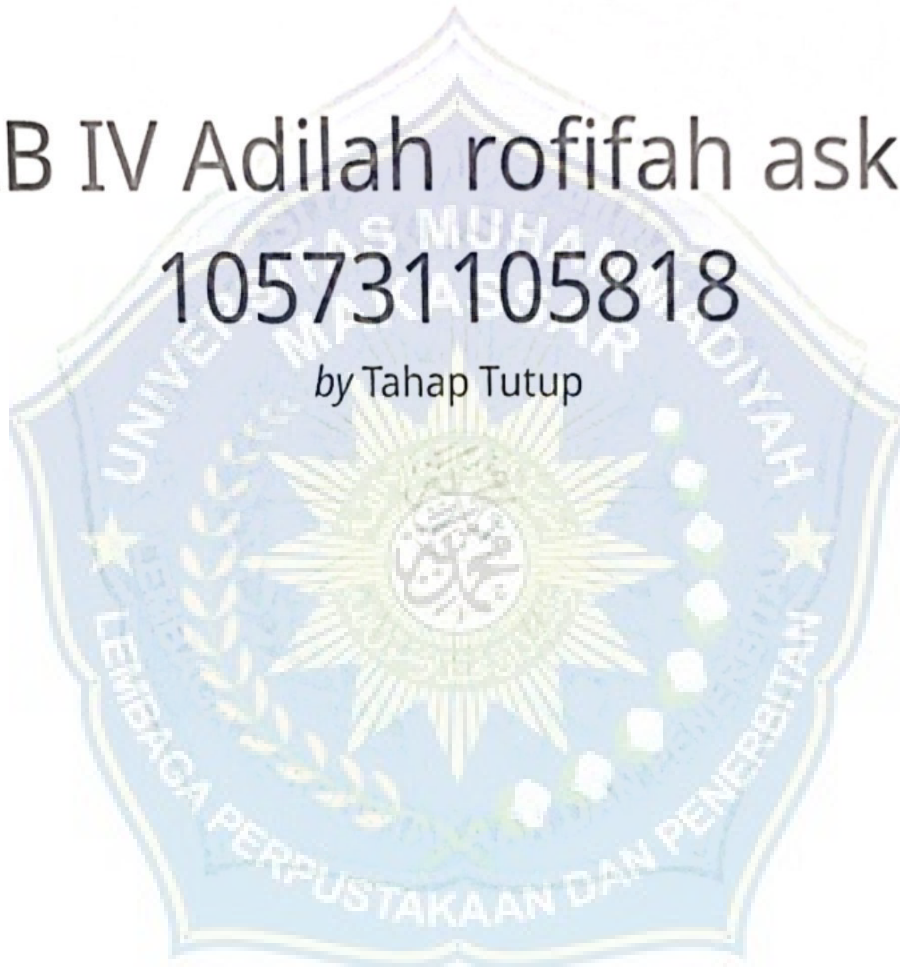 B IV Adilah rofifah ask
105731105818
by Tahap Tutup
UNIVERSITAS MUHAMMADIYAH
MAKASSAR
LEMBAGA PERPUSTAKAAN DAN PENERBITAN